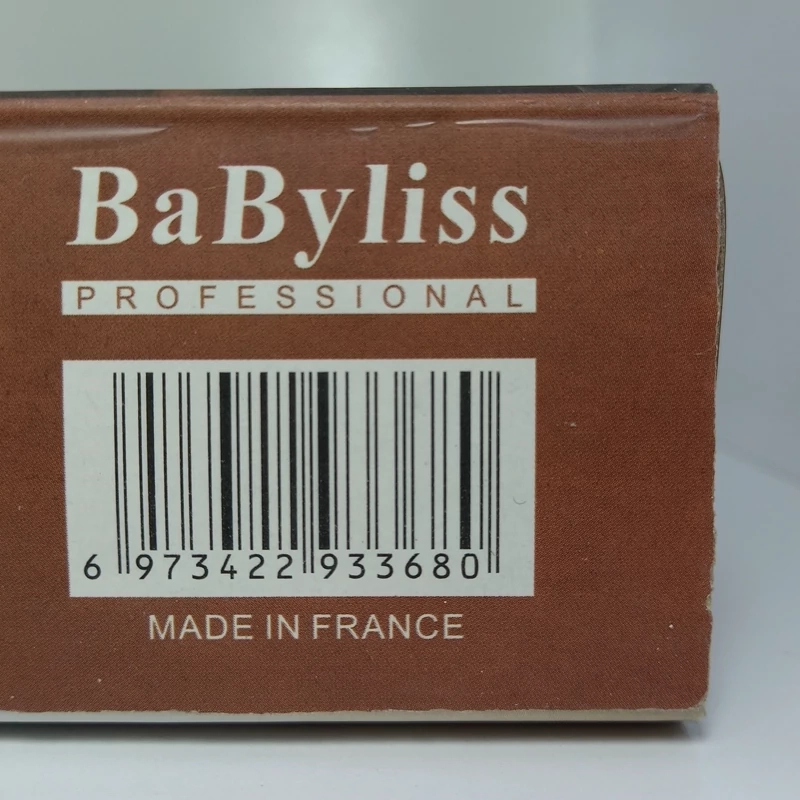 BaByliss
PROFESSIONAL
6 973422 933680
MADE IN FRANCE